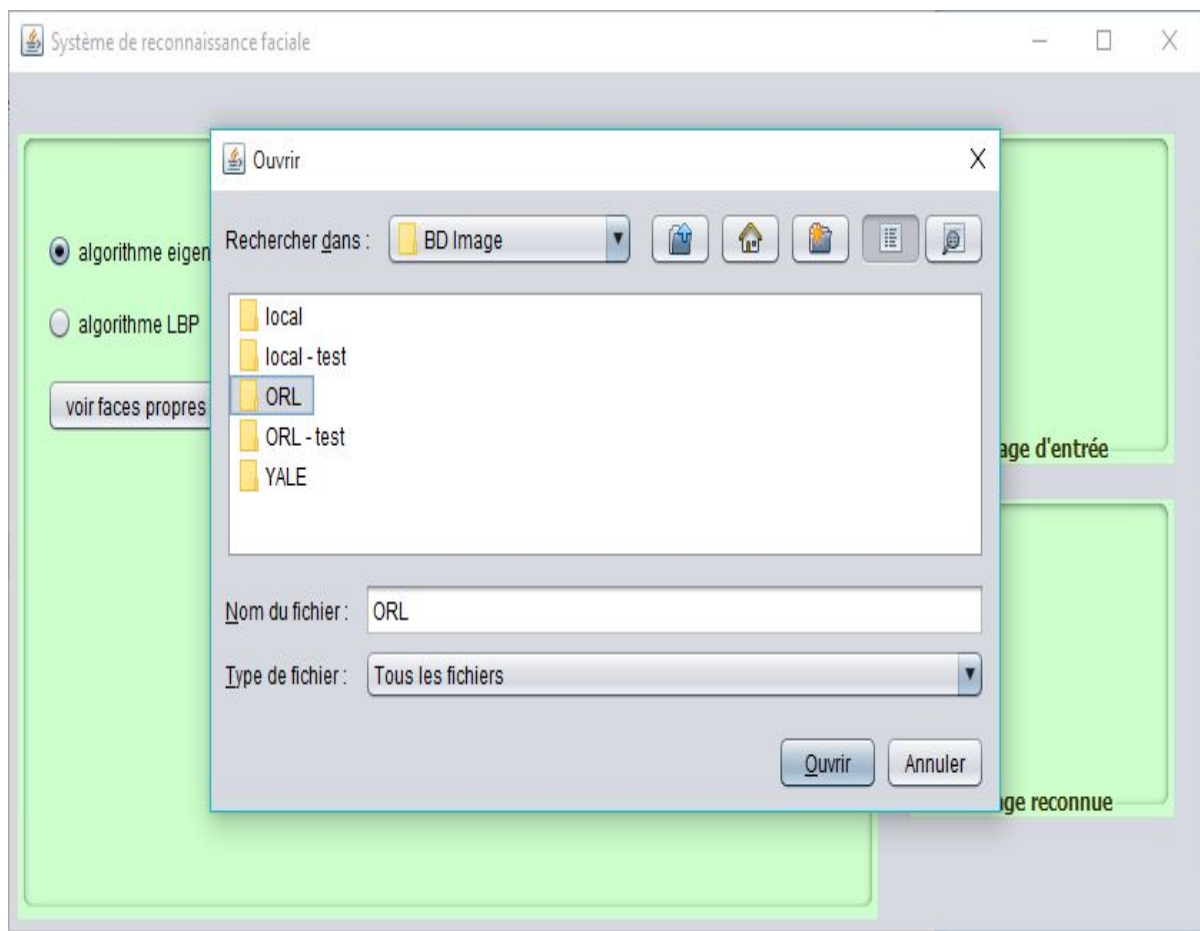 Système de reconnaissance faciale
Ouvrir
Rechercher dans :
BD Image
algorithme eigen
algorithme LBP
voir faces propres
local
local - test
ORL
ORL - test
YALE
age d'entrée
Nom du fichier :
ORL
Type de fichier :
Tous les fichiers
Ouvrir
Annuler
ge reconnue